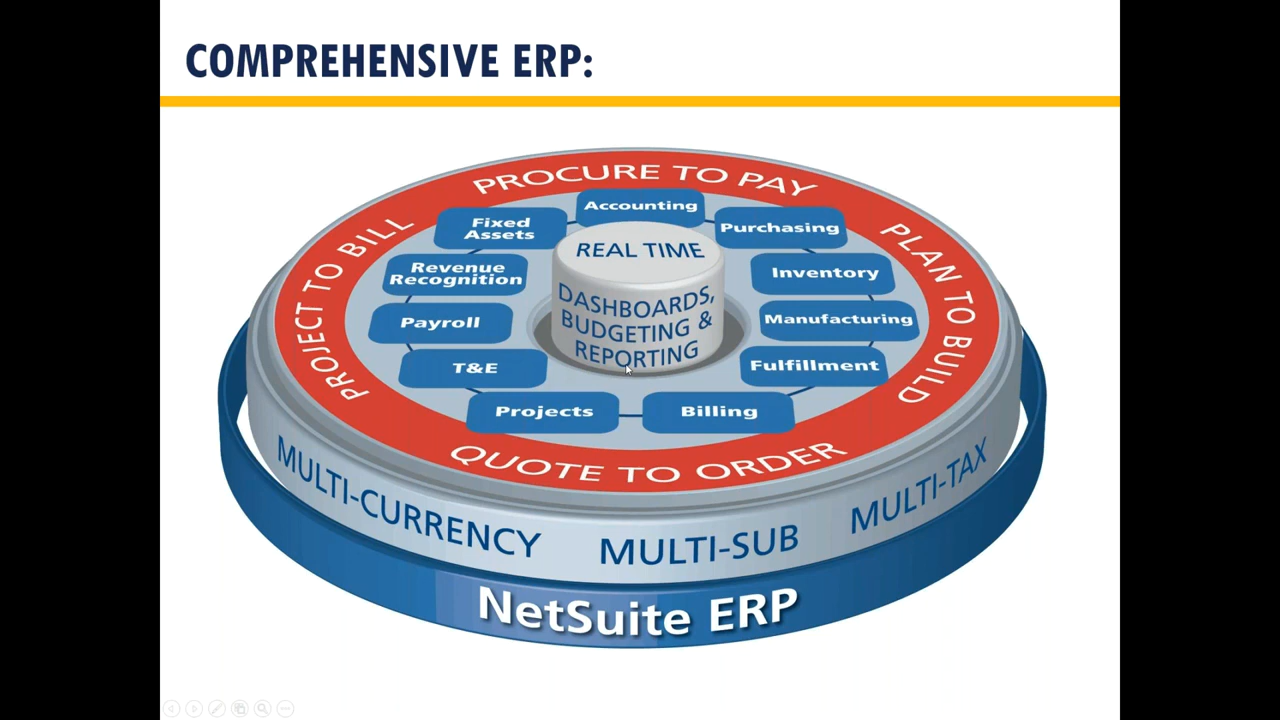 COMPREHENSIVE ERP:
PROCURE TO PAY
PROJECT TO BILL
PLAN TO BUILD
QUOTE TO ORDER
Accounting
Purchasing
Inventory
Manufacturing
Fulfillment
Billing
Projects
T&E
Payroll
Revenue
Recognition
Fixed
Assets
REAL TIME
DASHBOARDS,
BUDGETING &
REPORTING
MULTI-CURRENCY
MULTI-SUB
MULTI-TAX
NetSuite ERP